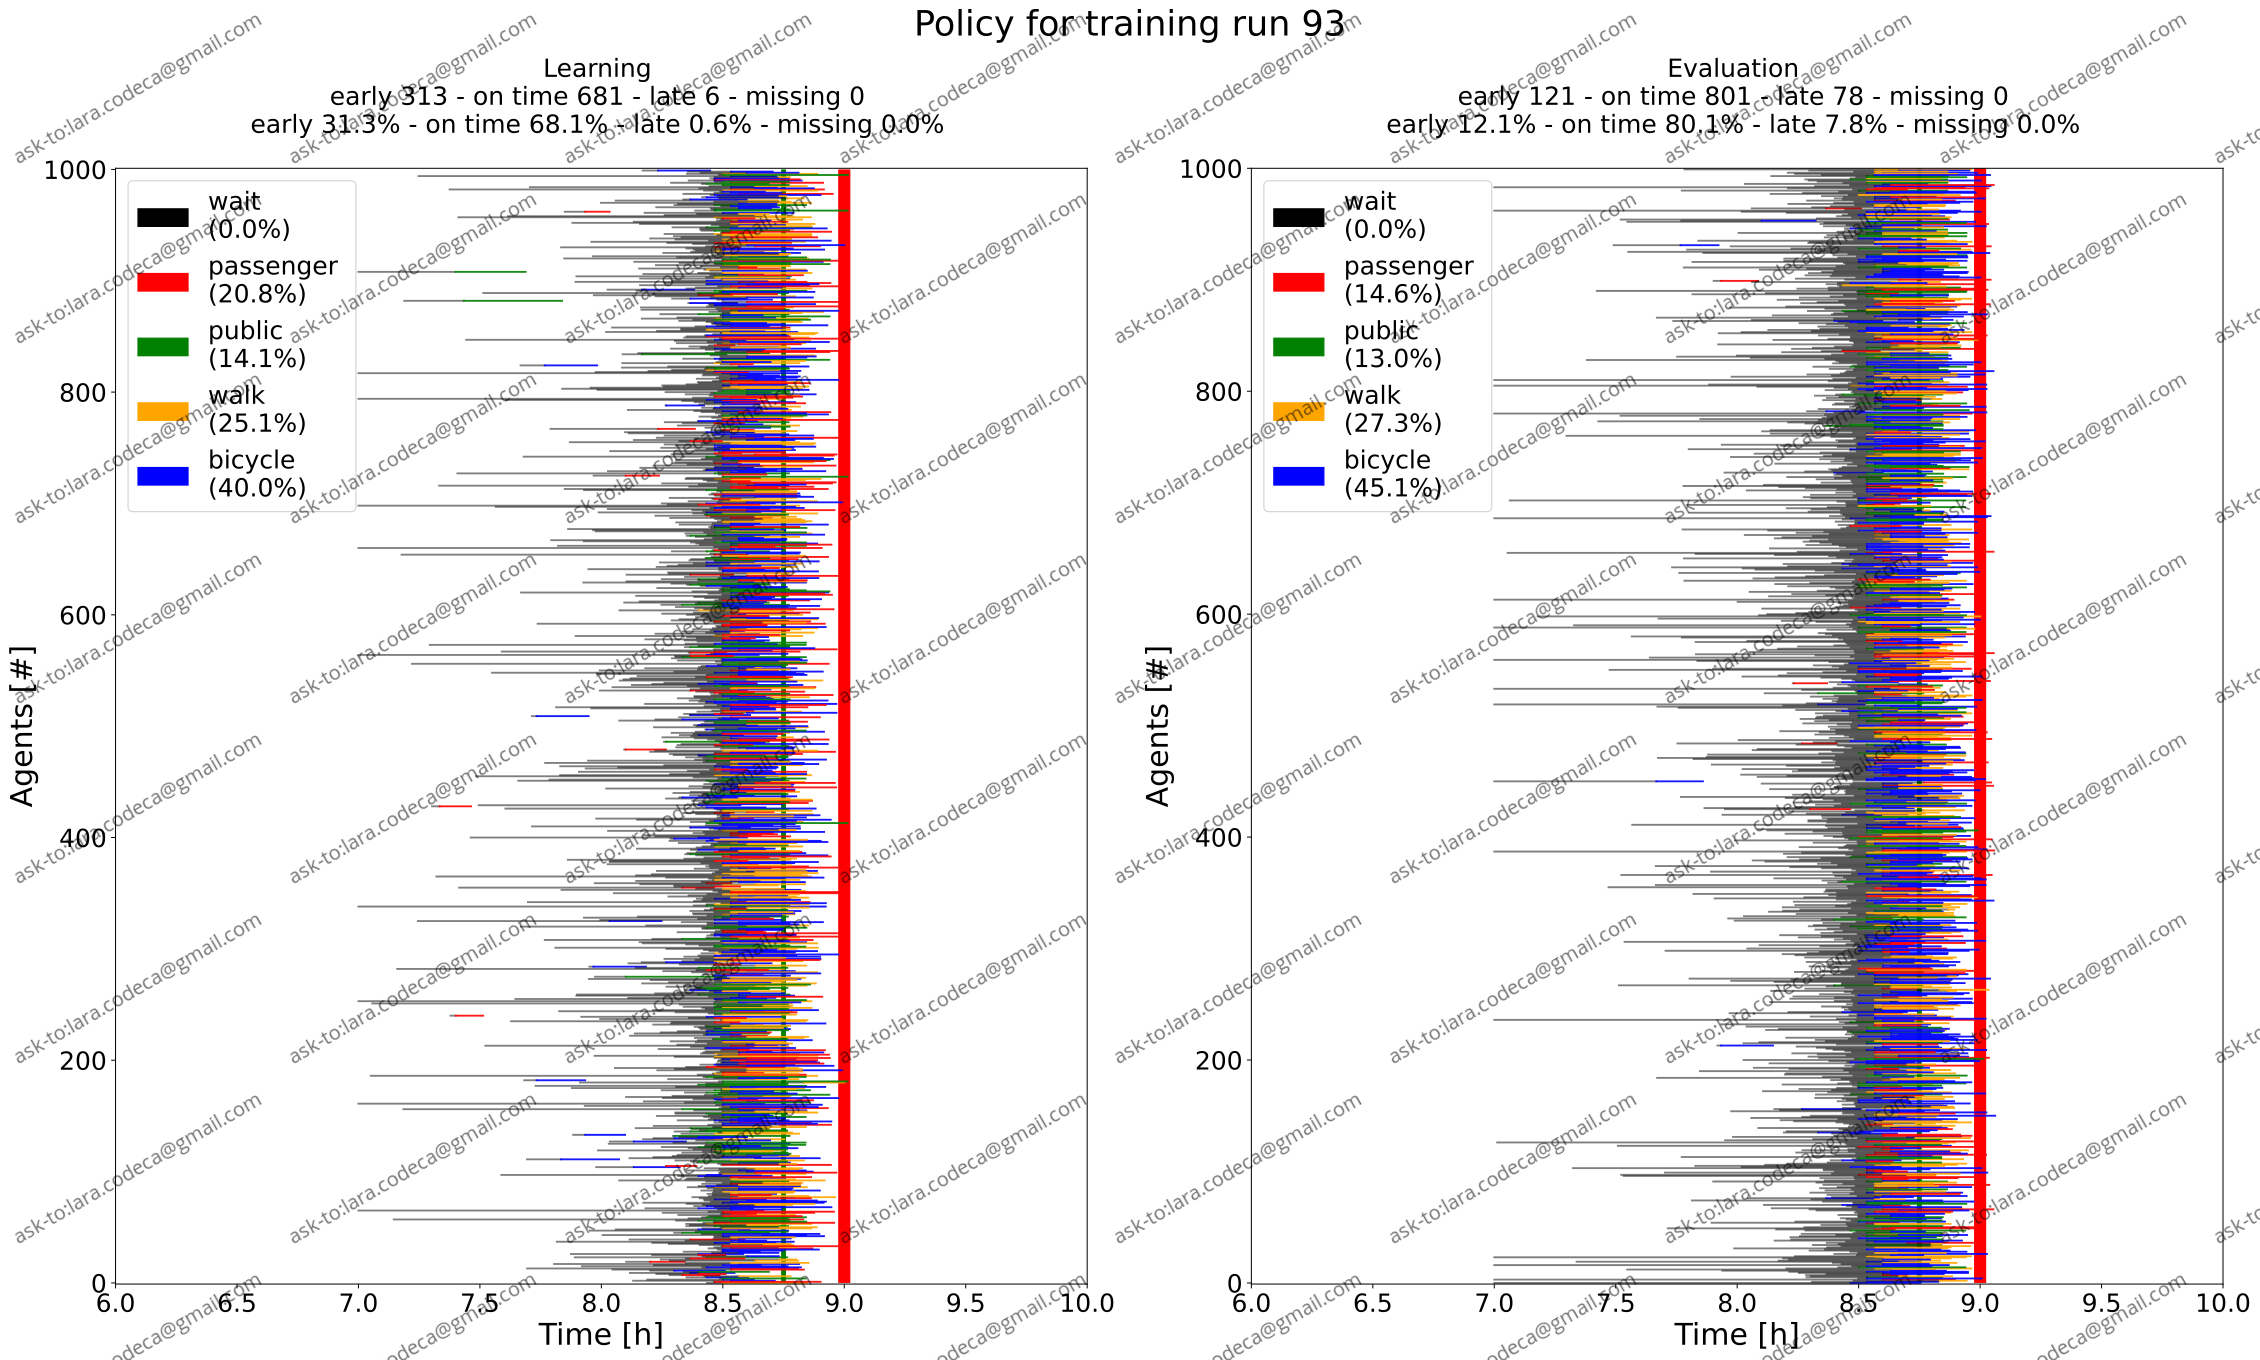 Policy for training run 93
Learning
early 313 - on time 681 - late 6 - missing 0
early 31.3% - on time 68.1% - late 0.6% - missing 0.0%
Agents [#]
1000
800
600
400
200
0
wait
(0.0%)
passenger
(20.8%)
public
(14.1%)
walk
(25.1%)
bicycle
(40.0%)
6.0 6.5 7.0 7.5 8.0 8.5 9.0 9.5 10.0
Time [h]
Evaluation
early 121 - on time 801 - late 78 - missing 0
early 12.1% - on time 80.1% - late 7.8% - missing 0.0%
Agents [#]
1000
800
600
400
200
0
wait
(0.0%)
passenger
(14.6%)
public
(13.0%)
walk
(27.3%)
bicycle
(45.1%)
6.0 6.5 7.0 7.5 8.0 8.5 9.0 9.5 10.0
Time [h]
ask-to:lara.codeca@gmail.com